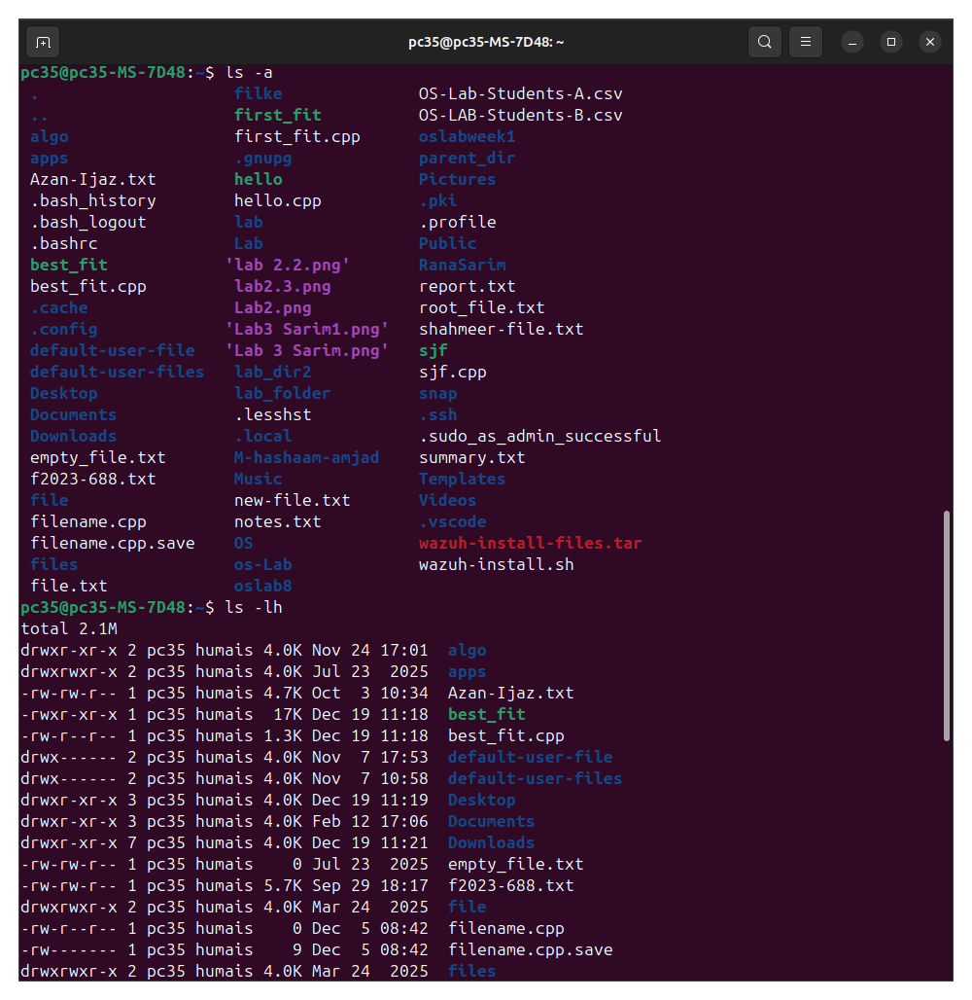 pc35@pc35-MS-7D48: ~
pc35@pc35-MS-7D48:~$ ls -a
.                    filke              OS-Lab-Students-A.csv
..                   first_fit          OS-LAB-Students-B.csv
algo                 first_fit.cpp      oslabweek1
apps                 .gnupg             parent_dir
Azan-Ijaz.txt        hello              Pictures
.bash_history        hello.cpp          .pki
.bash_logout         lab                .profile
.bashrc              Lab                Public
best_fit            'lab 2.2.png'       RanaSarim
best_fit.cpp         lab2.3.png         report.txt
.cache               Lab2.png           root_file.txt
.config             'Lab3 Sarim1.png'   shahmeer-file.txt
default-user-file   'Lab 3 Sarim.png'   sjf
default-user-files   lab_dir2           sjf.cpp
Desktop              lab_folder         snap
Documents            .lesshst           .ssh
Downloads            .local             .sudo_as_admin_successful
empty_file.txt       M-hashaam-amjad    summary.txt
f2023-688.txt        Music              Templates
file                 new-file.txt       Videos
filename.cpp         notes.txt          .vscode
filename.cpp.save    OS                 wazuh-install-files.tar
files                os-Lab             wazuh-install.sh
file.txt             oslab8
pc35@pc35-MS-7D48:~$ ls -lh
total 2.1M
drwxr-xr-x 2 pc35 humais 4.0K Nov 24 17:01  algo
drwxrwxr-x 2 pc35 humais 4.0K Jul 23  2025  apps
-rw-rw-r-- 1 pc35 humais 4.7K Oct  3 10:34  Azan-Ijaz.txt
-rwxr-xr-x 1 pc35 humais  17K Dec 19 11:18  best_fit
-rw-r--r-- 1 pc35 humais 1.3K Dec 19 11:18  best_fit.cpp
drwx------ 2 pc35 humais 4.0K Nov  7 17:53  default-user-file
drwx------ 2 pc35 humais 4.0K Nov  7 10:58  default-user-files
drwxr-xr-x 3 pc35 humais 4.0K Dec 19 11:19  Desktop
drwxr-xr-x 3 pc35 humais 4.0K Feb 12 17:06  Documents
drwxr-xr-x 7 pc35 humais 4.0K Dec 19 11:21  Downloads
-rw-rw-r-- 1 pc35 humais    0 Jul 23  2025  empty_file.txt
-rw-rw-r-- 1 pc35 humais 5.7K Sep 29 18:17  f2023-688.txt
drwxrwxr-x 2 pc35 humais 4.0K Mar 24  2025  file
-rw-r--r-- 1 pc35 humais    0 Dec  5 08:42  filename.cpp
-rw------- 1 pc35 humais    9 Dec  5 08:42  filename.cpp.save
drwxrwxr-x 2 pc35 humais 4.0K Mar 24  2025  files